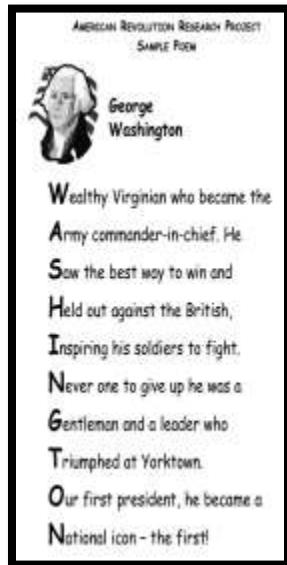 AMERICAN REVOLUTION RESEARCH PROJECT
SAMPLE POEM
George
Washington
Wealthy Virginian who became the
Army commander-in-chief. He
Saw the best way to win and
Held out against the British,
Inspiring his soldiers to fight.
Never one to give up he was a
Gentleman and a leader who
Triumphed at Yorktown.
Our first president, he became a
National icon – the first!